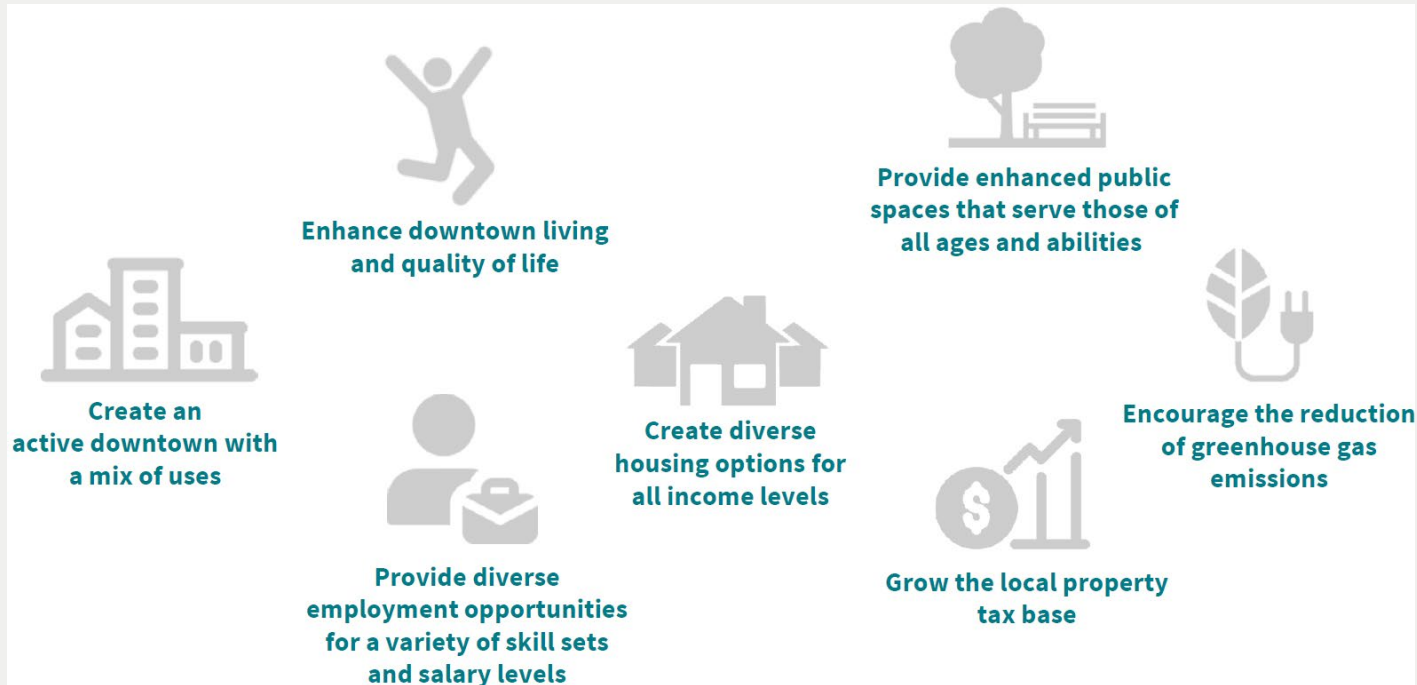 Enhance downtown living
and quality of life
Provide enhanced public
spaces that serve those of
all ages and abilities
Create an
active downtown with
a mix of uses
Create diverse
housing options for
all income levels
Encourage the reduction
of greenhouse gas
emissions
Provide diverse
employment opportunities
for a variety of skill sets
and salary levels
$
Grow the local property
tax base